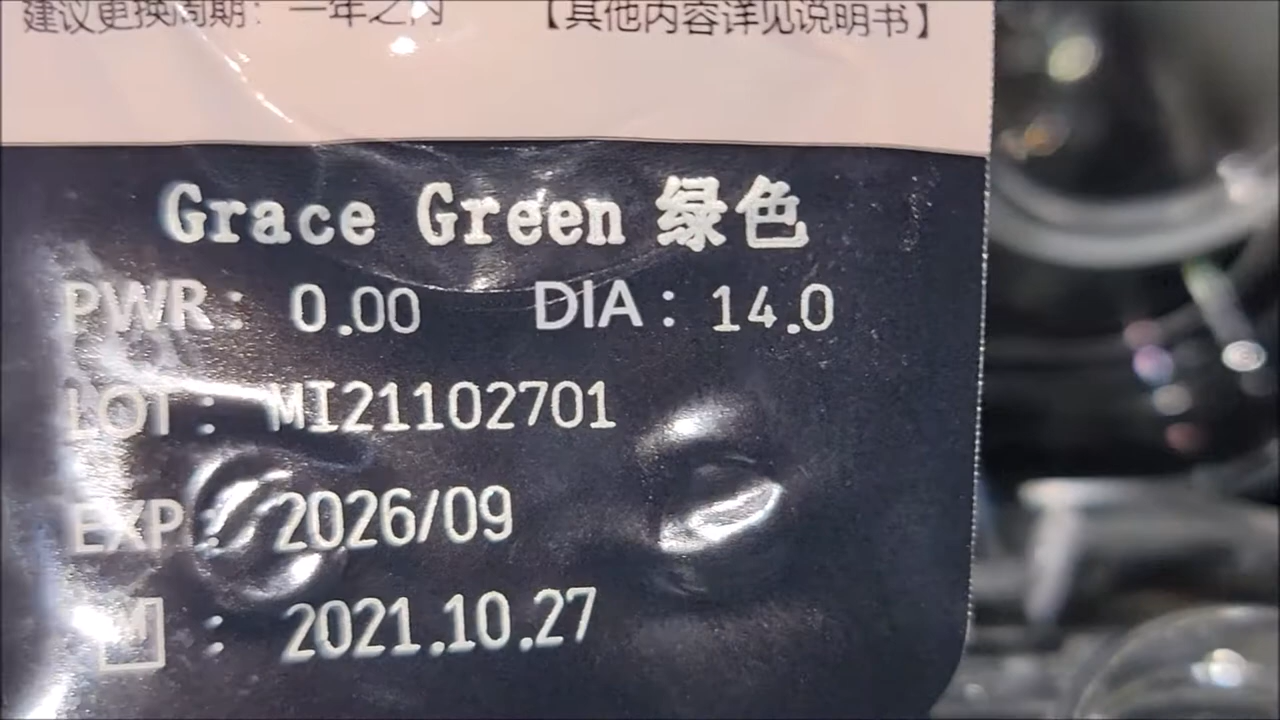 建议更换周期：一年之内 【其他内容详见说明书】
Grace Green 绿色
PWR: 0.00 DIA: 14.0
LOT: MI21102701
EXP: 2026/09
M : 2021.10.27